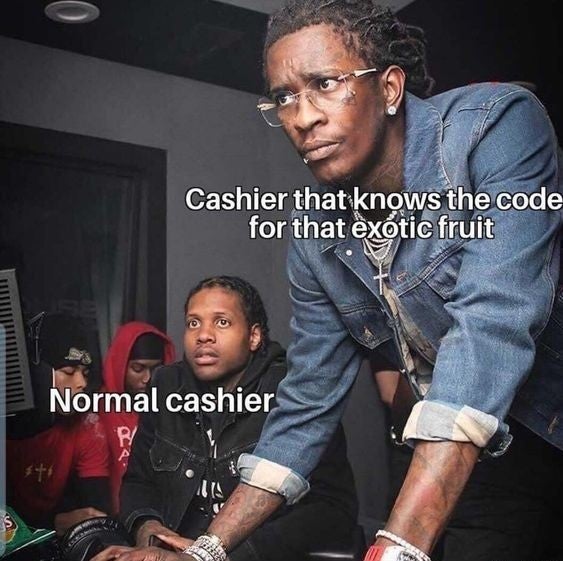 Cashier that knows the code
for that exotic fruit
Normal cashier